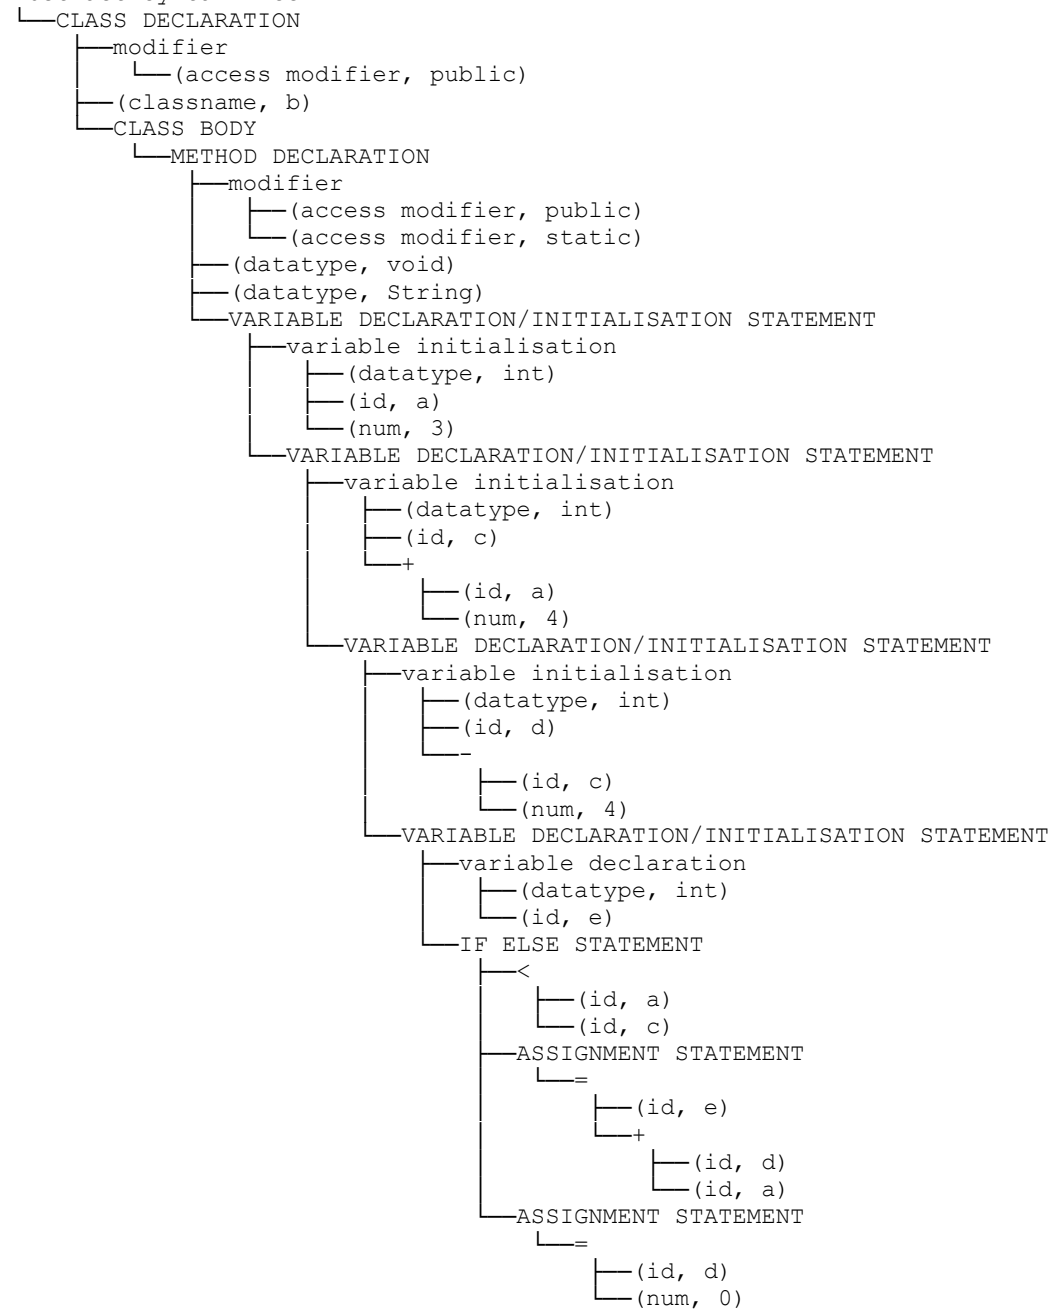 CLASS DECLARATION
modifier
(access modifier, public)
(classname, b)
CLASS BODY
METHOD DECLARATION
modifier
(access modifier, public)
(access modifier, static)
(datatype, void)
(datatype, String)
VARIABLE DECLARATION/INITIALISATION STATEMENT
variable initialisation
(datatype, int)
(id, a)
(num, 3)
VARIABLE DECLARATION/INITIALISATION STATEMENT
variable initialisation
(datatype, int)
(id, c)
+
(id, a)
(num, 4)
VARIABLE DECLARATION/INITIALISATION STATEMENT
variable initialisation
(datatype, int)
(id, d)
-
(id, c)
(num, 4)
VARIABLE DECLARATION/INITIALISATION STATEMENT
variable declaration
(datatype, int)
(id, e)
IF ELSE STATEMENT
<
(id, a)
(id, c)
ASSIGNMENT STATEMENT
=
(id, e)
+
(id, d)
(id, a)
ASSIGNMENT STATEMENT
=
(id, d)
(num, 0)